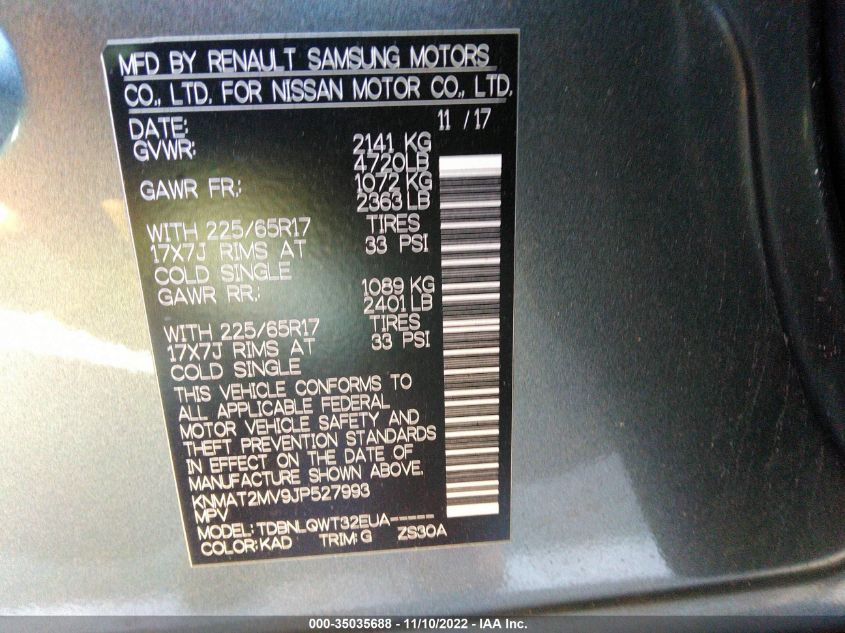 MFD BY RENAULT SAMSUNG MOTORS
CO., LTD. FOR NISSAN MOTOR CO., LTD.
DATE: 11 / 17
GVWR: 2141 KG
4720LB
GAWR FR: 1072 KG
2363 LB
WITH 225/65R17 TIRES
17X7J RIMS AT 33 PSI
COLD SINGLE
GAWR RR.: 1089 KG
2401 LB
WITH 225/65R17 TIRES
17X7J RIMS AT 33 PSI
COLD SINGLE
THIS VEHICLE CONFORMS TO
ALL APPLICABLE FEDERAL
MOTOR VEHICLE SAFETY AND
THEFT PREVENTION STANDARDS
IN EFFECT ON THE DATE OF
MANUFACTURE SHOWN ABOVE.
KNMAT2MV9JP527993
MPV
MODEL: TDBNLQWT32EUA-----
COLOR: KAD TRIM: G ZS30A
000-35035688 - 11/10/2022 - IAA Inc.